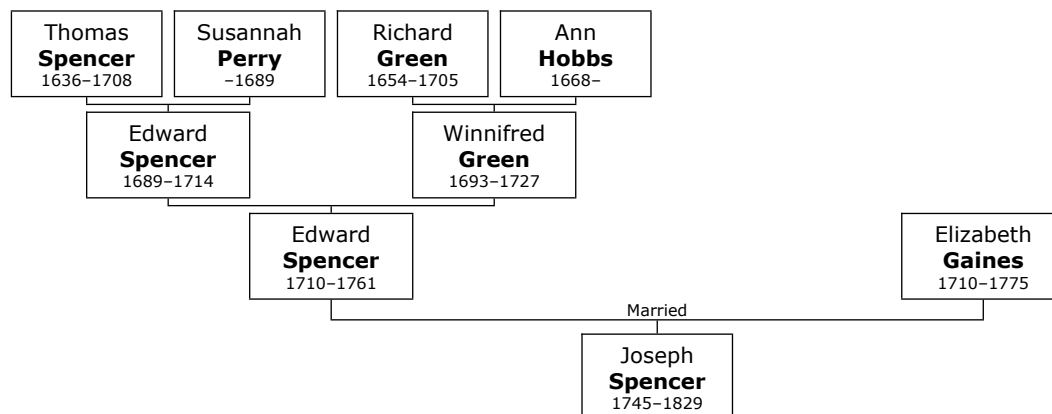 Thomas
Spencer
1636–1708
Susannah
Perry
–1689
Richard
Green
1654–1705
Ann
Hobbs
1668–
Edward
Spencer
1689–1714
Winnifred
Green
1693–1727
Edward
Spencer
1710–1761
Elizabeth
Gaines
1710–1775
Married
Joseph
Spencer
1745–1829